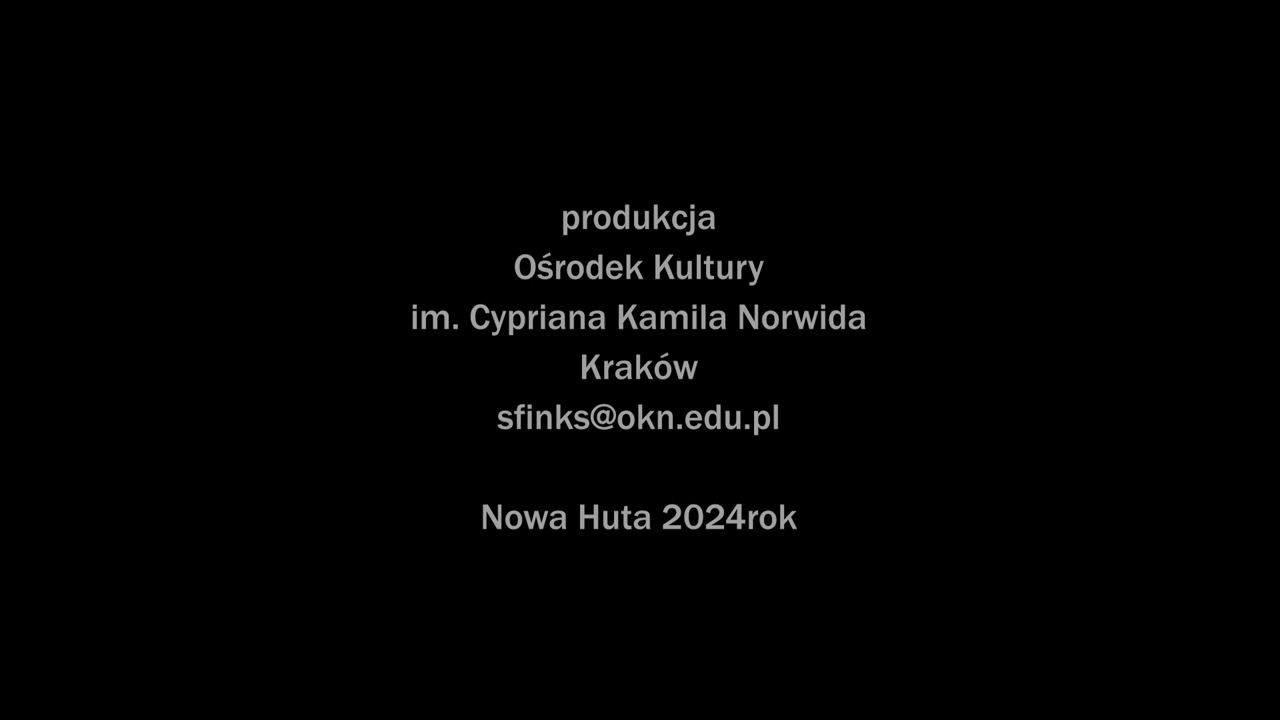 produkcja
Ośrodek Kultury
im. Cypriana Kamila Norwida
Kraków
sfinks@okn.edu.pl
Nowa Huta 2024rok